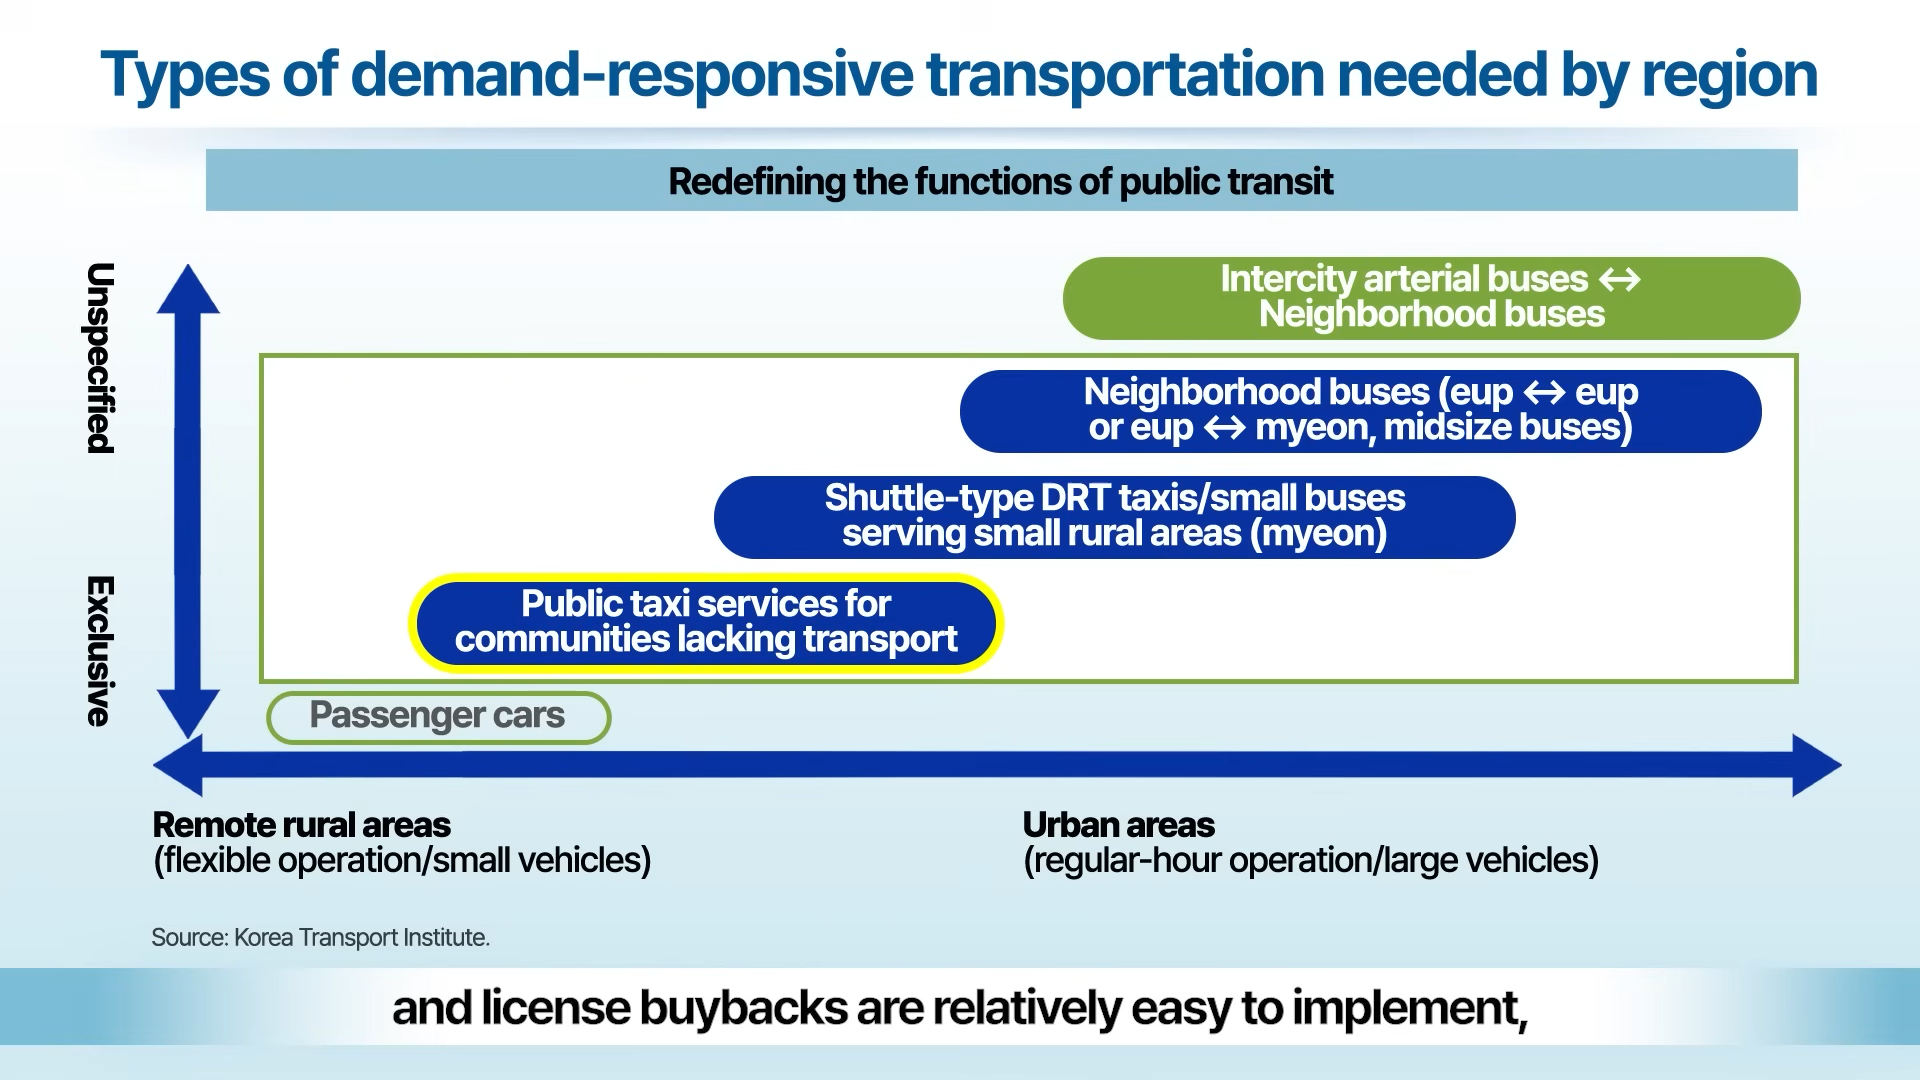 Types of demand-responsive transportation needed by region
Redefining the functions of public transit
Unspecified
Exclusive
Intercity arterial buses ↔
Neighborhood buses
Neighborhood buses (eup ↔ eup
or eup ↔ myeon, midsize buses)
Shuttle-type DRT taxis/small buses
serving small rural areas (myeon)
Public taxi services for
communities lacking transport
Passenger cars
Remote rural areas
(flexible operation/small vehicles)
Urban areas
(regular-hour operation/large vehicles)
Source: Korea Transport Institute.
and license buybacks are relatively easy to implement,